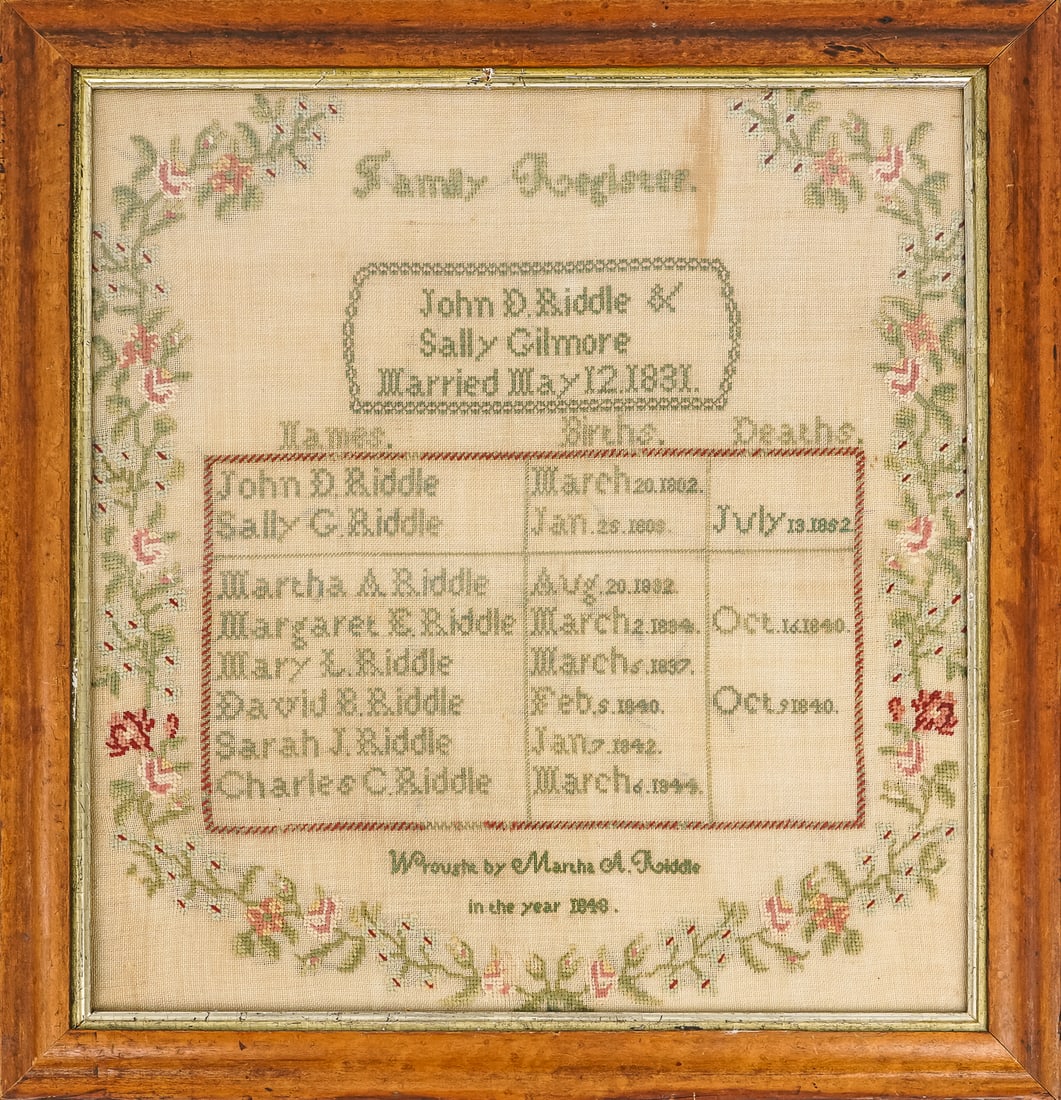 Family Register.
John D. Riddle &
Sally Gilmore
Married May 12. 1831.
Names. Births. Deaths.
John D. Riddle March 20. 1802.
Sally G. Riddle Jan. 25. 1808. July 13. 1852.
Martha A. Riddle Aug. 20. 1832.
Margaret E. Riddle March 2. 1834. Oct. 16. 1840.
Mary L. Riddle March 6. 1837.
David B. Riddle Feb. 5. 1840. Oct. 9 1840.
Sarah J. Riddle Jan 7. 1842.
Charles C. Riddle March 6. 1844.
Wrought by Martha A. Riddle
in the year 1848.